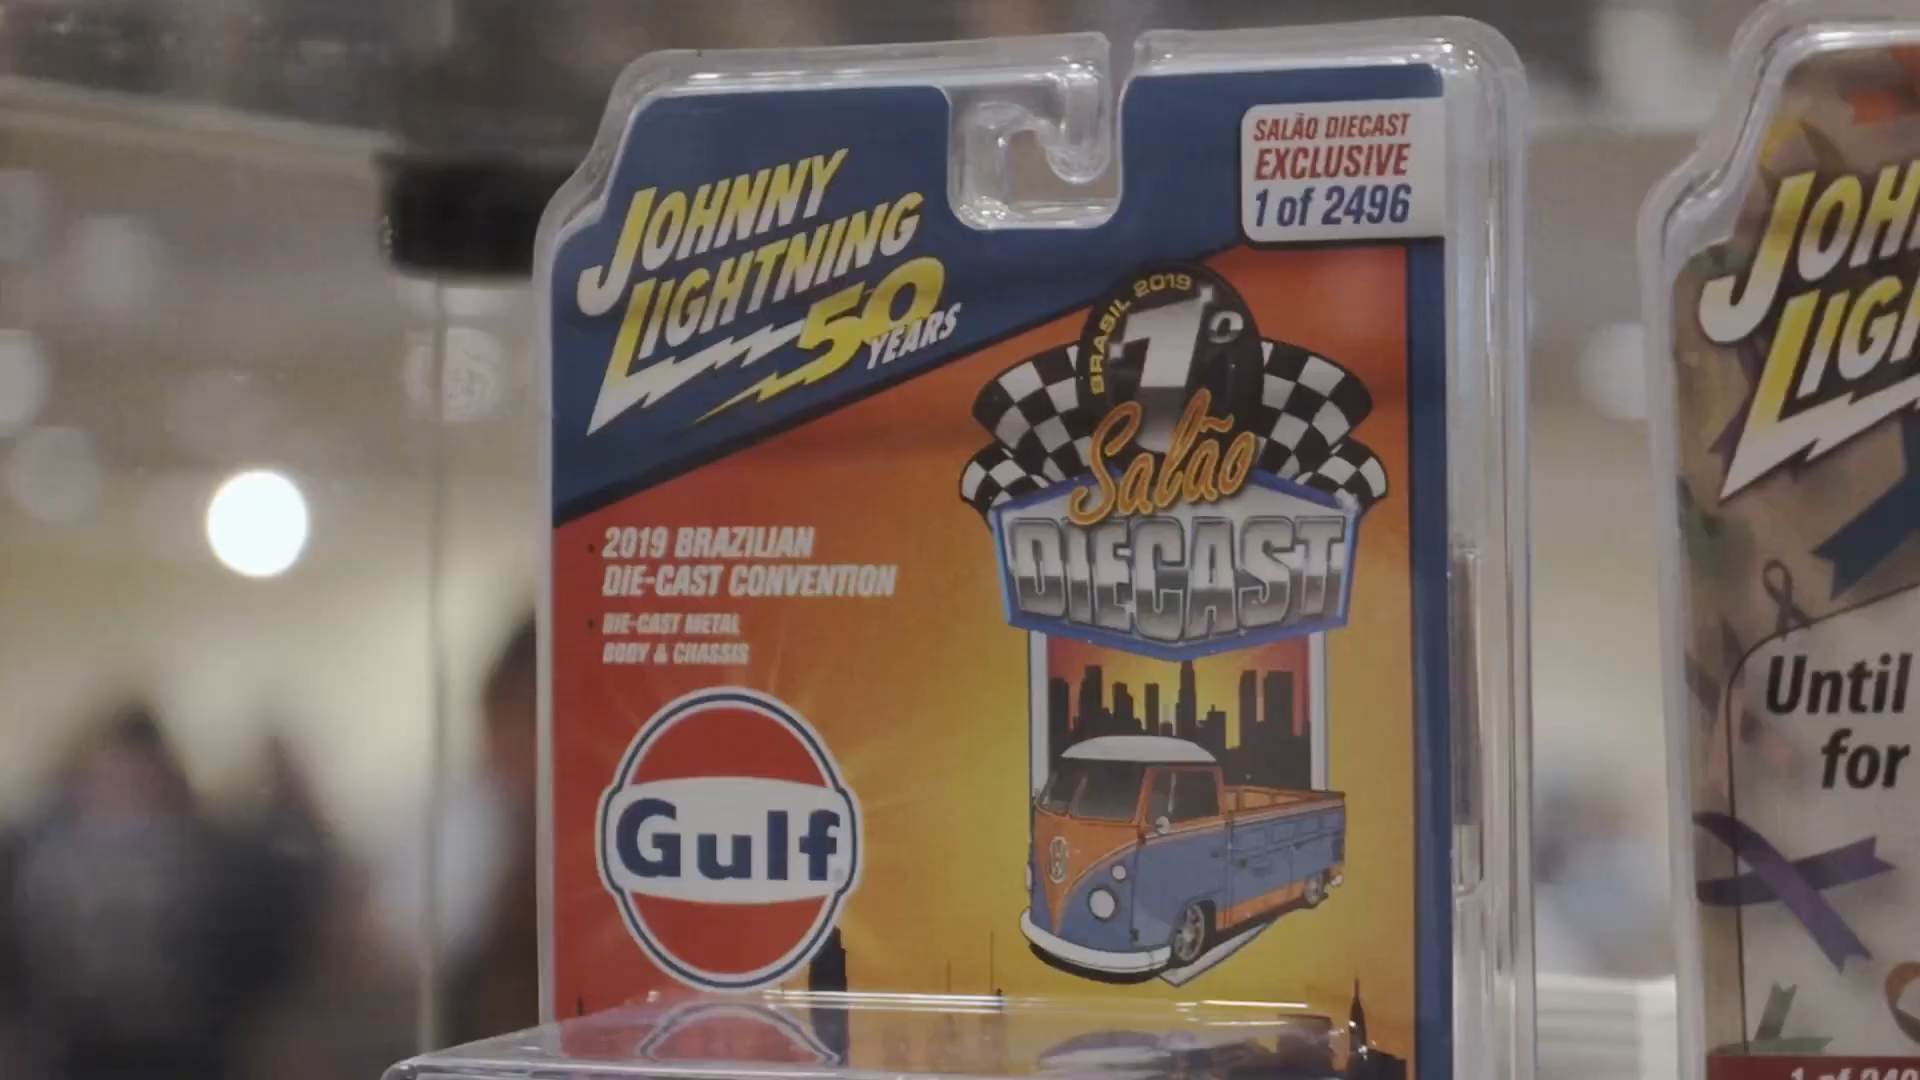 JOHNNY
LIGHTNING
50
YEARS
SALÃO DIECAST
EXCLUSIVE
1 of 2496
BRASIL 2019
1º
Salão
DIECAST
2019 BRAZILIAN
DIE-CAST CONVENTION
DIE-CAST METAL
BODY & CHASSIS
Gulf
JOH
LIGH
Until
for